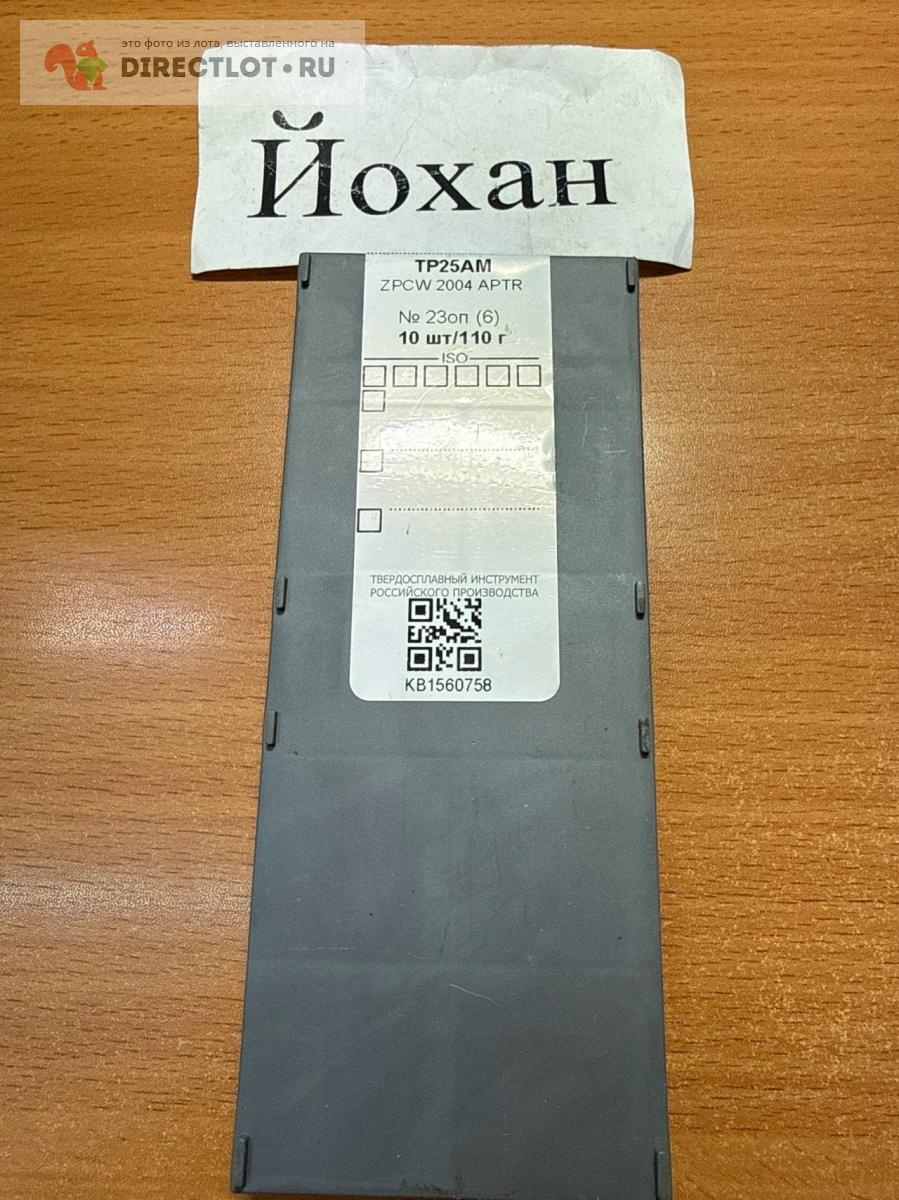 это фото из лота, выставленного на
DIRECTLOT.RU
Йохан
TP25AM
ZPCW 2004 APTR
№ 23оп (6)
10 шт/110 г
ISO
ТВЕРДОСПЛАВНЫЙ ИНСТРУМЕНТ
РОССИЙСКОГО ПРОИЗВОДСТВА
KB1560758